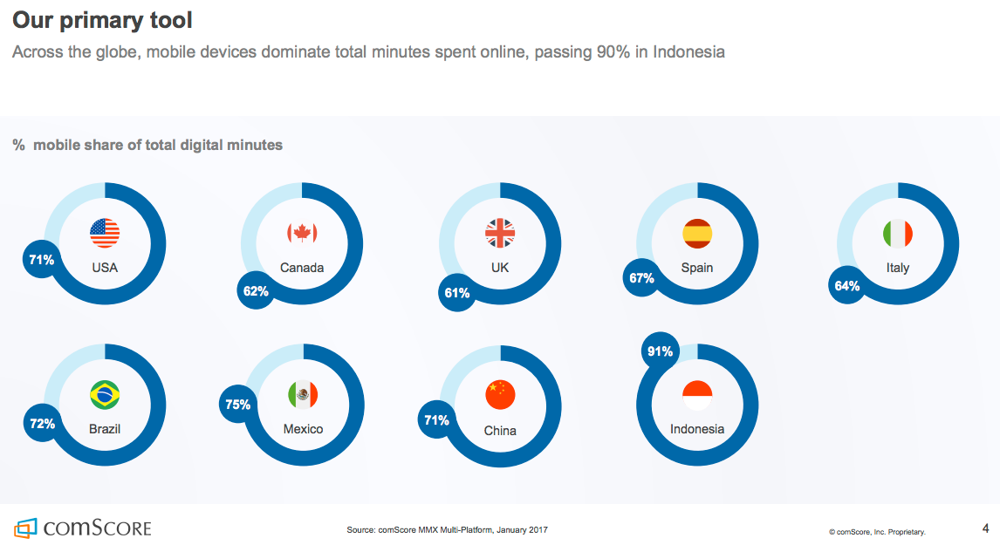 Our primary tool
Across the globe, mobile devices dominate total minutes spent online, passing 90% in Indonesia
% mobile share of total digital minutes
71%
USA
62%
Canada
61%
UK
67%
Spain
64%
Italy
72%
Brazil
75%
Mexico
71%
China
91%
Indonesia
comScore
Source: comScore MMX Multi-Platform, January 2017
© comScore, Inc. Proprietary.
4